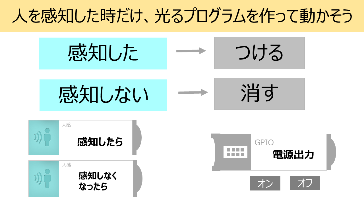 人を感知した時だけ、光るプログラムを作って動かそう
感知した
つける
感知しない
消す
感知したら
GPIO
電源出力
感知しなく
なったら
オン
オフ